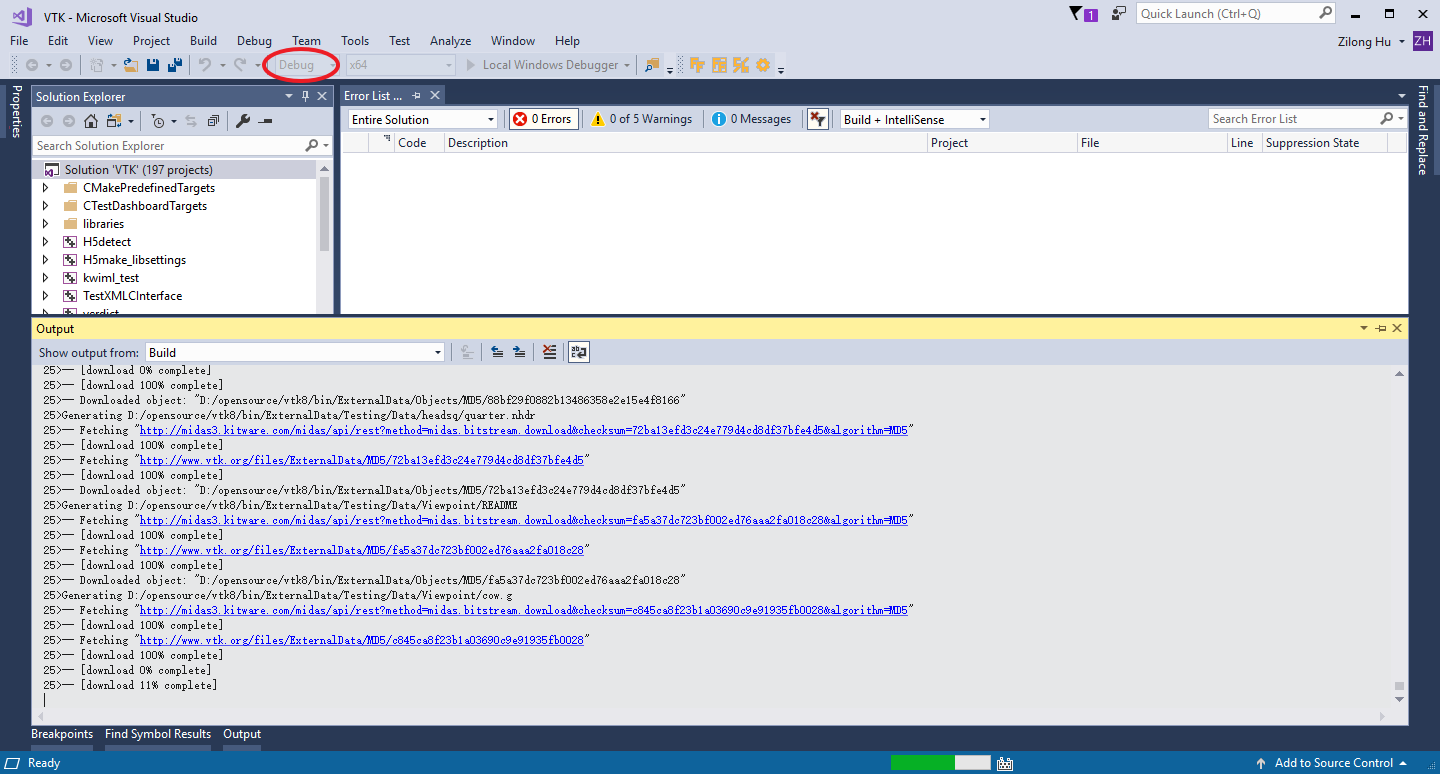 VTK - Microsoft Visual Studio
1
Quick Launch (Ctrl+Q)
File Edit View Project Build Debug Team Tools Test Analyze Window Help
Zilong Hu ZH
Debug x64 Local Windows Debugger
Properties
Solution Explorer
Search Solution Explorer
Solution 'VTK' (197 projects)
CMakePredefinedTargets
CTestDashboardTargets
libraries
H5detect
H5make_libsettings
kwiml_test
TestXMLCInterface
verdict
Error List ...
Entire Solution 0 Errors 0 of 5 Warnings 0 Messages Build + IntelliSense Search Error List
Code Description Project File Line Suppression State
Find and Replace
Output
Show output from: Build
25>-- [download 0% complete]
25>-- [download 100% complete]
25>-- Downloaded object: "D:/opensource/vtk8/bin/ExternalData/Objects/MD5/88bf29f0882b13486358e2e15e4f8166"
25>Generating D:/opensource/vtk8/bin/ExternalData/Testing/Data/headsq/quarter.nhdr
25>-- Fetching "http://midas3.kitware.com/midas/api/rest?method=midas.bitstream.download&checksum=72ba13efd3c24e779d4cd8df37bfe4d5&algorithm=MD5"
25>-- [download 100% complete]
25>-- Fetching "http://www.vtk.org/files/ExternalData/MD5/72ba13efd3c24e779d4cd8df37bfe4d5"
25>-- [download 100% complete]
25>-- Downloaded object: "D:/opensource/vtk8/bin/ExternalData/Objects/MD5/72ba13efd3c24e779d4cd8df37bfe4d5"
25>Generating D:/opensource/vtk8/bin/ExternalData/Testing/Data/Viewpoint/README
25>-- Fetching "http://midas3.kitware.com/midas/api/rest?method=midas.bitstream.download&checksum=fa5a37dc723bf002ed76aaa2fa018c28&algorithm=MD5"
25>-- [download 100% complete]
25>-- Fetching "http://www.vtk.org/files/ExternalData/MD5/fa5a37dc723bf002ed76aaa2fa018c28"
25>-- [download 100% complete]
25>-- Downloaded object: "D:/opensource/vtk8/bin/ExternalData/Objects/MD5/fa5a37dc723bf002ed76aaa2fa018c28"
25>Generating D:/opensource/vtk8/bin/ExternalData/Testing/Data/Viewpoint/cow.g
25>-- Fetching "http://midas3.kitware.com/midas/api/rest?method=midas.bitstream.download&checksum=c845ca8f23b1a03690c9e91935fb0028&algorithm=MD5"
25>-- [download 100% complete]
25>-- Fetching "http://www.vtk.org/files/ExternalData/MD5/c845ca8f23b1a03690c9e91935fb0028"
25>-- [download 100% complete]
25>-- [download 0% complete]
25>-- [download 11% complete]
Breakpoints Find Symbol Results Output
Ready Add to Source Control